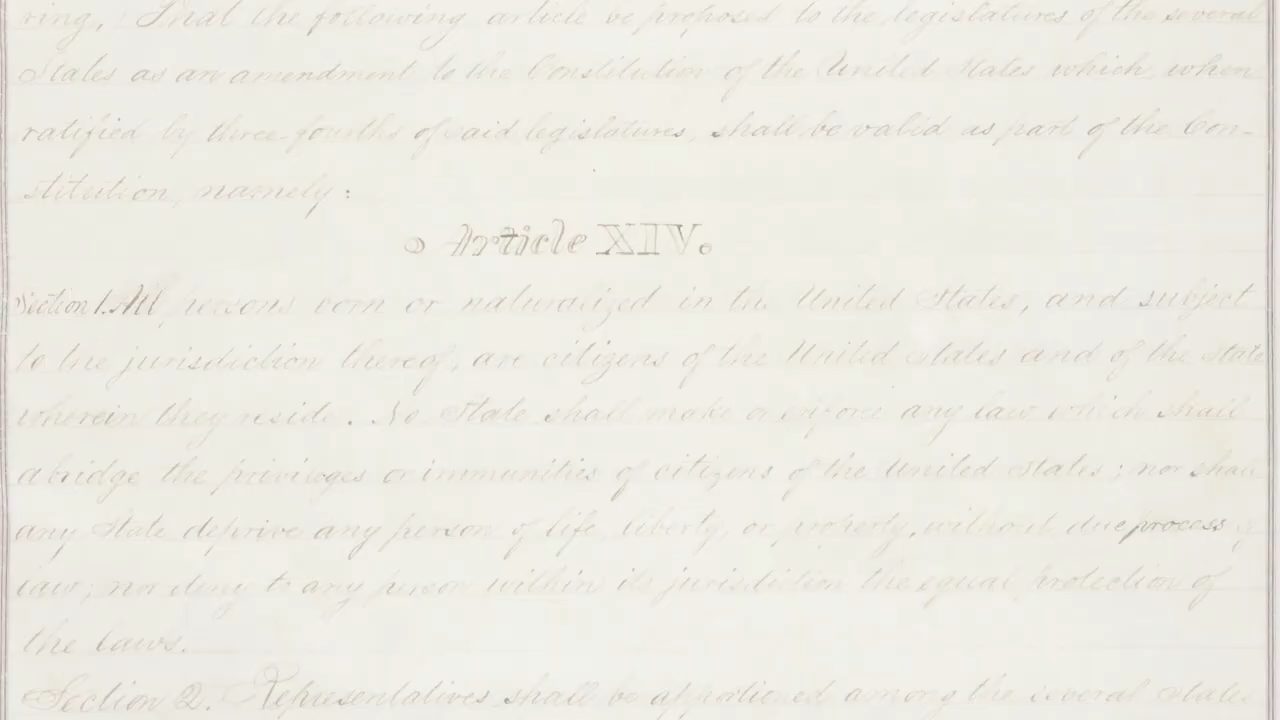 ring, That the following article be proposed to the legislatures of the several
States as an amendment to the Constitution of the United States which, when
ratified by three-fourths of said legislatures, shall be valid as part of the Con-
stitution, namely:
Article XIV.
Section 1. All persons born or naturalized in the United States, and subject
to the jurisdiction thereof, are citizens of the United States and of the State
wherein they reside. No State shall make or enforce any law which shall
abridge the privileges or immunities of citizens of the United States; nor shall
any State deprive any person of life, liberty, or property, without due process of
law; nor deny to any person within its jurisdiction the equal protection of
the laws.
Section 2. Representatives shall be apportioned among the several States